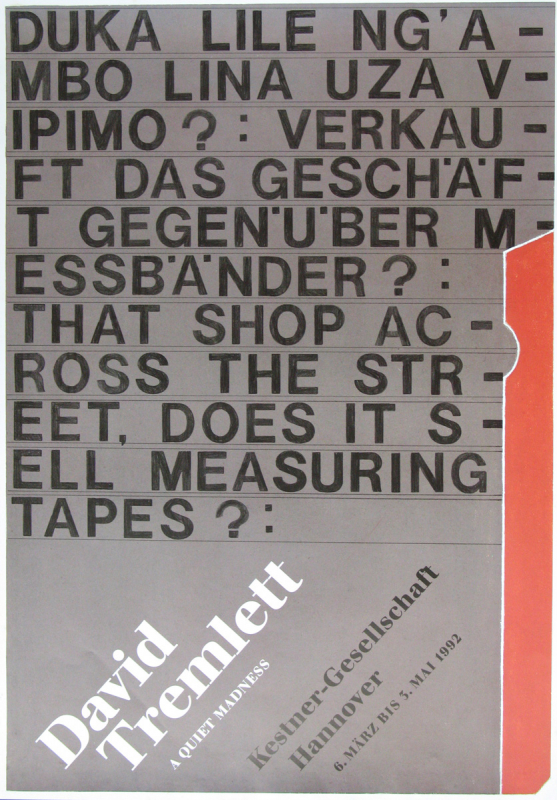 DUKA LILE NG'A-
MBO LINA UZA V-
IPIMO?: VERKAU-
FT DAS GESCHÄF-
T GEGENÜBER M-
ESSBÄNDER?:
THAT SHOP AC-
ROSS THE STR-
EET, DOES IT S-
ELL MEASURING
TAPES?:
David
Tremlett
A QUIET MADNESS
Kestner-Gesellschaft
Hannover
6. MÄRZ BIS 3. MAI 1992